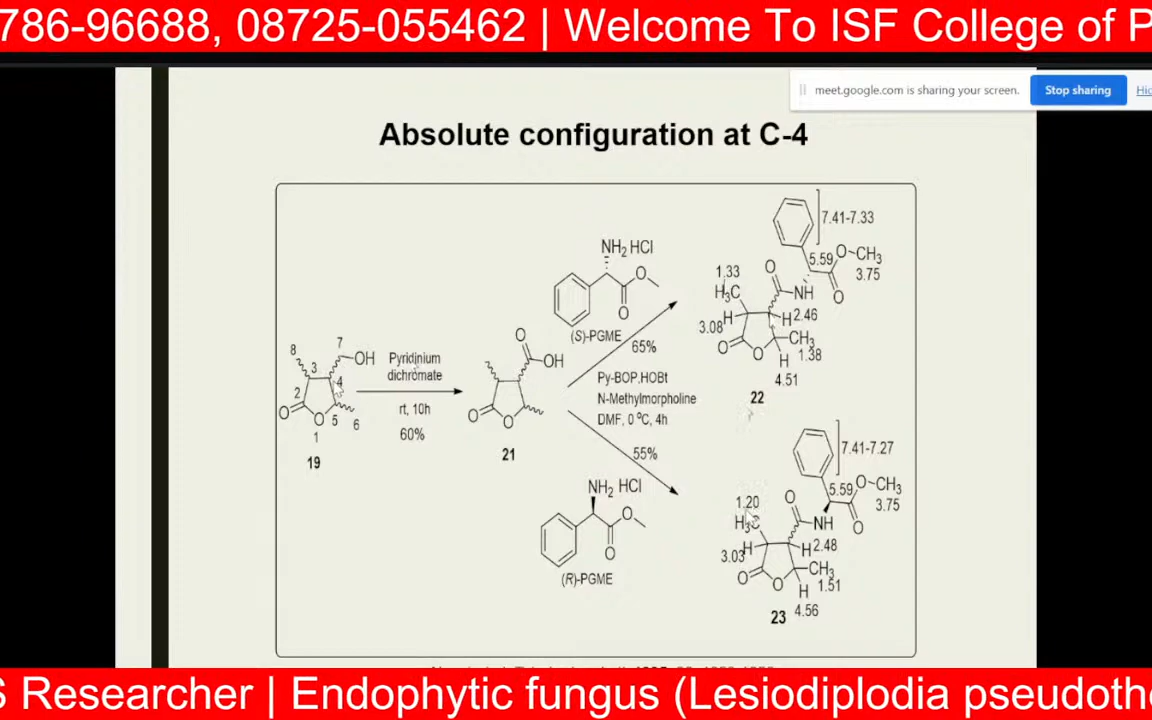 786-96688, 08725-055462 | Welcome To ISF College of P
meet.google.com is sharing your screen.
Stop sharing
Absolute configuration at C-4
7.41-7.33
NH2 HCl
O
(S)-PGME
65%
5.59
O CH3
3.75
O
1.33
H3C
O
NH
3.08 H
H 2.46
O
O
CH3
1.38
H
4.51
22
8
7
OH
3
4
2
O
O
5
6
1
19
Pyridinium
dichromate
rt, 10h
60%
O
OH
O
O
21
Py-BOP,HOBt
N-Methylmorpholine
DMF, 0 ºC, 4h
55%
NH2 HCl
O
O
(R)-PGME
7.41-7.27
5.59
O CH3
3.75
O
1.20
H3C
O
NH
3.03 H
H 2.48
O
O
CH3
1.51
H
4.56
23
S Researcher | Endophytic fungus (Lesiodiplodia pseudothe